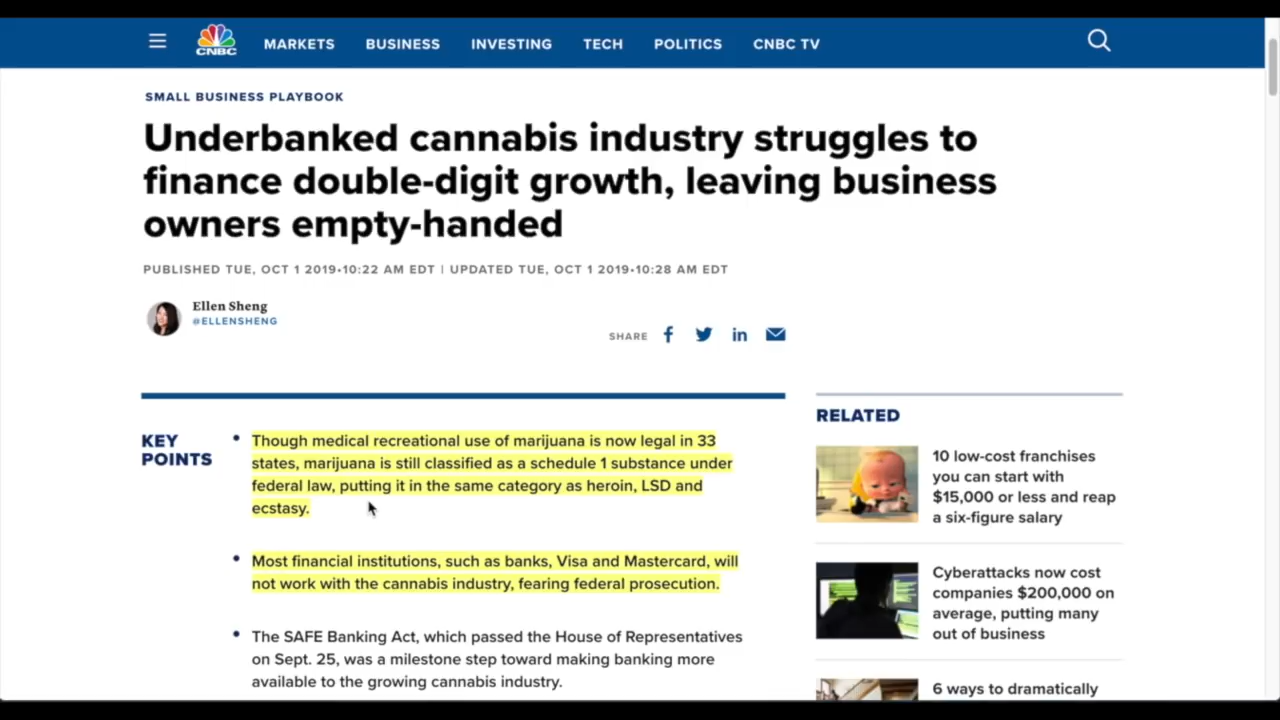 CNBC
MARKETS
BUSINESS
INVESTING
TECH
POLITICS
CNBC TV
SMALL BUSINESS PLAYBOOK
Underbanked cannabis industry struggles to
finance double-digit growth, leaving business
owners empty-handed
PUBLISHED TUE, OCT 1 2019•10:22 AM EDT | UPDATED TUE, OCT 1 2019•10:28 AM EDT
Ellen Sheng
@ELLENSHENG
SHARE
KEY
POINTS
• Though medical recreational use of marijuana is now legal in 33
states, marijuana is still classified as a schedule 1 substance under
federal law, putting it in the same category as heroin, LSD and
ecstasy.
• Most financial institutions, such as banks, Visa and Mastercard, will
not work with the cannabis industry, fearing federal prosecution.
• The SAFE Banking Act, which passed the House of Representatives
on Sept. 25, was a milestone step toward making banking more
available to the growing cannabis industry.
RELATED
10 low-cost franchises
you can start with
$15,000 or less and reap
a six-figure salary
Cyberattacks now cost
companies $200,000 on
average, putting many
out of business
6 ways to dramatically